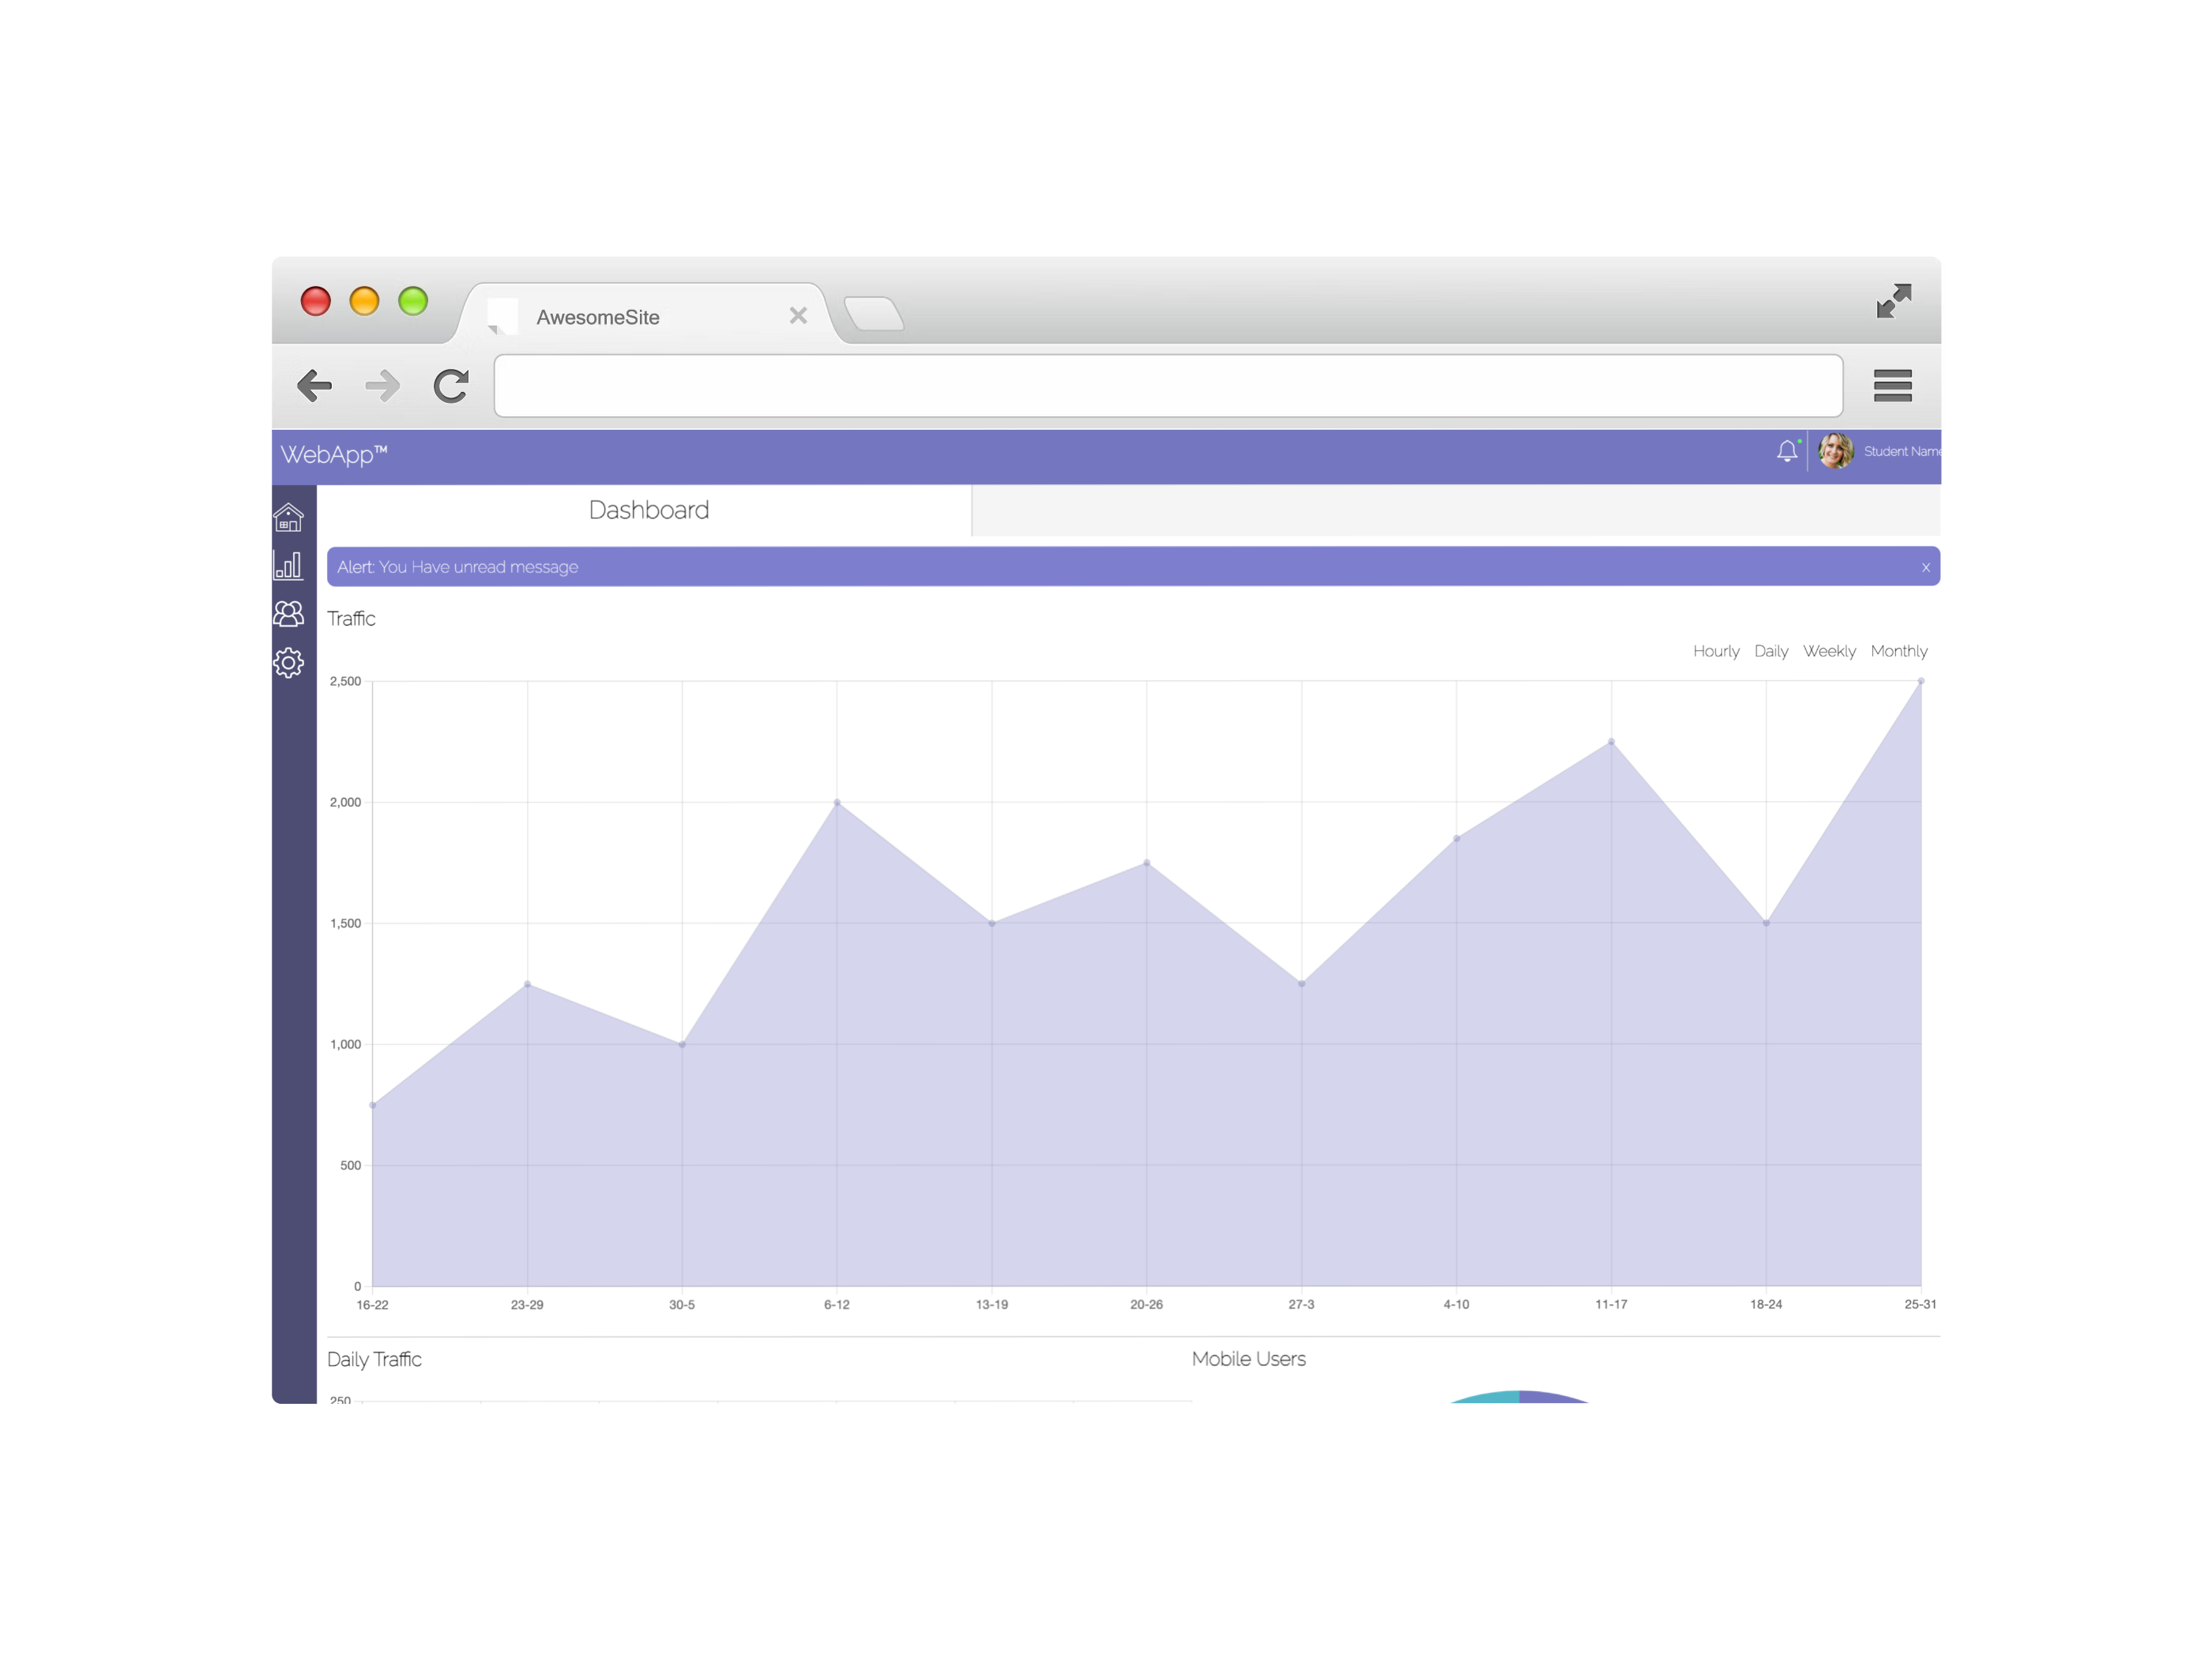 AwesomeSite
WebApp™
Student Name
Dashboard
Alert: You Have unread message
x
Traffic
Hourly Daily Weekly Monthly
2,500
2,000
1,500
1,000
500
0
16-22 23-29 30-5 6-12 13-19 20-26 27-3 4-10 11-17 18-24 25-31
Daily Traffic Mobile Users
250